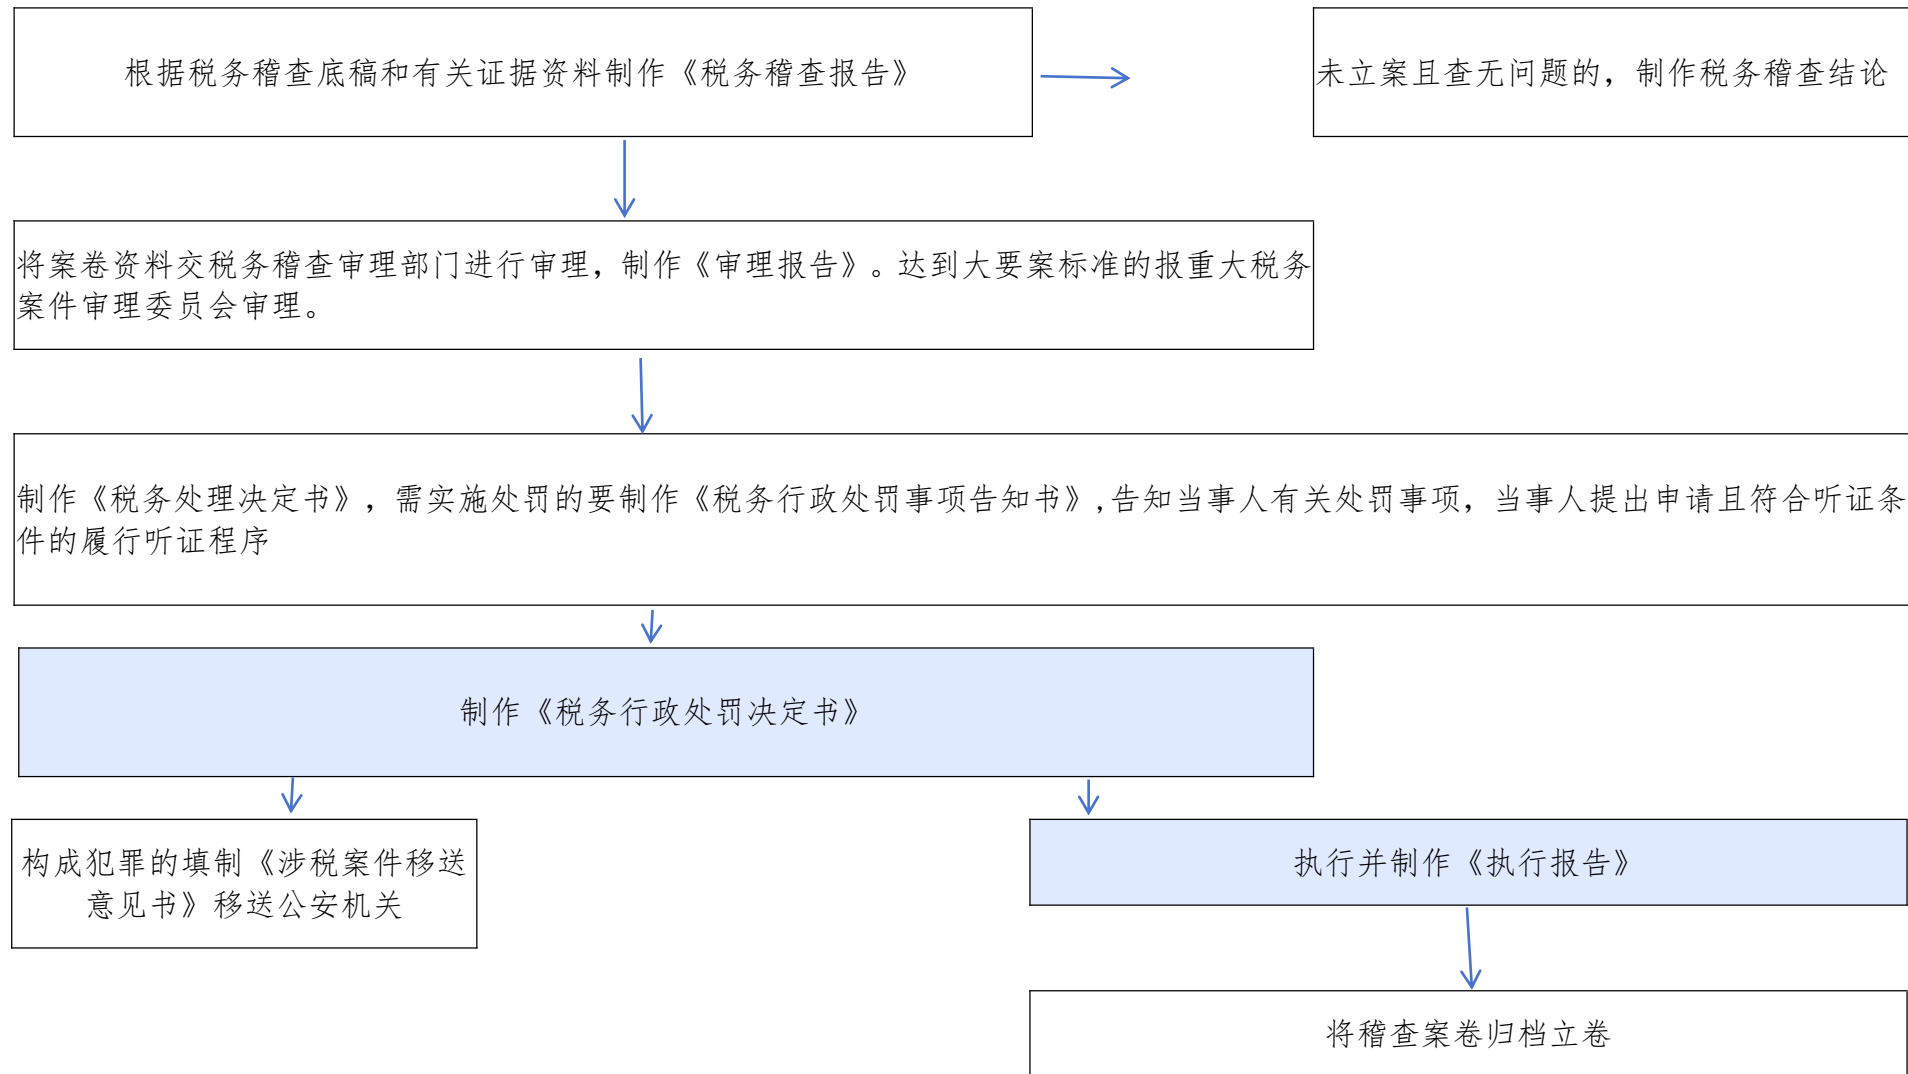 根据税务稽查底稿和有关证据资料制作《税务稽查报告》
未立案且查无问题的，制作税务稽查结论
将案卷资料交税务稽查审理部门进行审理，制作《审理报告》。达到大要案标准的报重大税务
案件审理委员会审理。
制作《税务处理决定书》，需实施处罚的要制作《税务行政处罚事项告知书》,告知当事人有关处罚事项，当事人提出申请且符合听证条
件的履行听证程序
制作《税务行政处罚决定书》
构成犯罪的填制《涉税案件移送
意见书》移送公安机关
执行并制作《执行报告》
将稽查案卷归档立卷